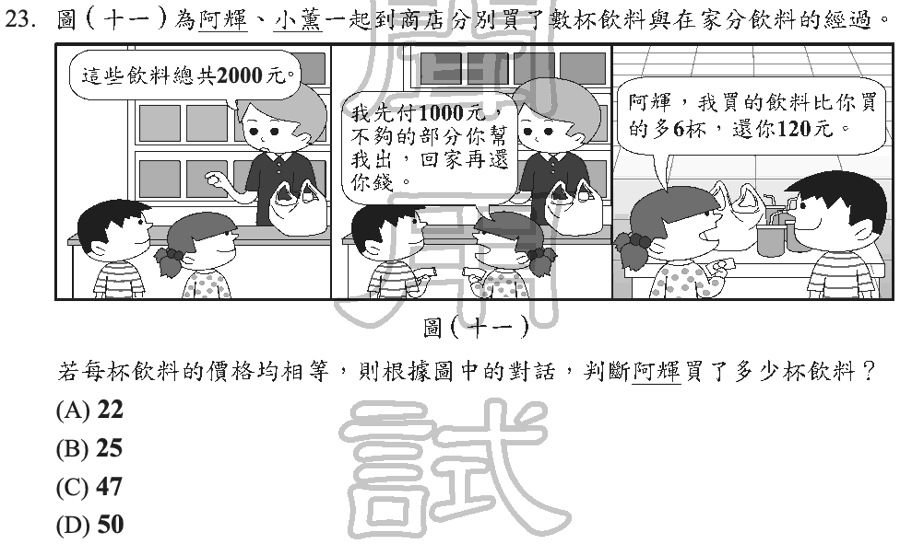 23. 圖(十一)為阿輝、小薰一起到商店分別買了數杯飲料與在家分飲料的經過。
這些飲料總共2000元。
我先付1000元，
不夠的部分你幫
我出，回家再還
你錢。
阿輝，我買的飲料比你買
的多6杯，還你120元。
圖(十一)
若每杯飲料的價格均相等，則根據圖中的對話，判斷阿輝買了多少杯飲料？
(A) 22
(B) 25
(C) 47
(D) 50
試